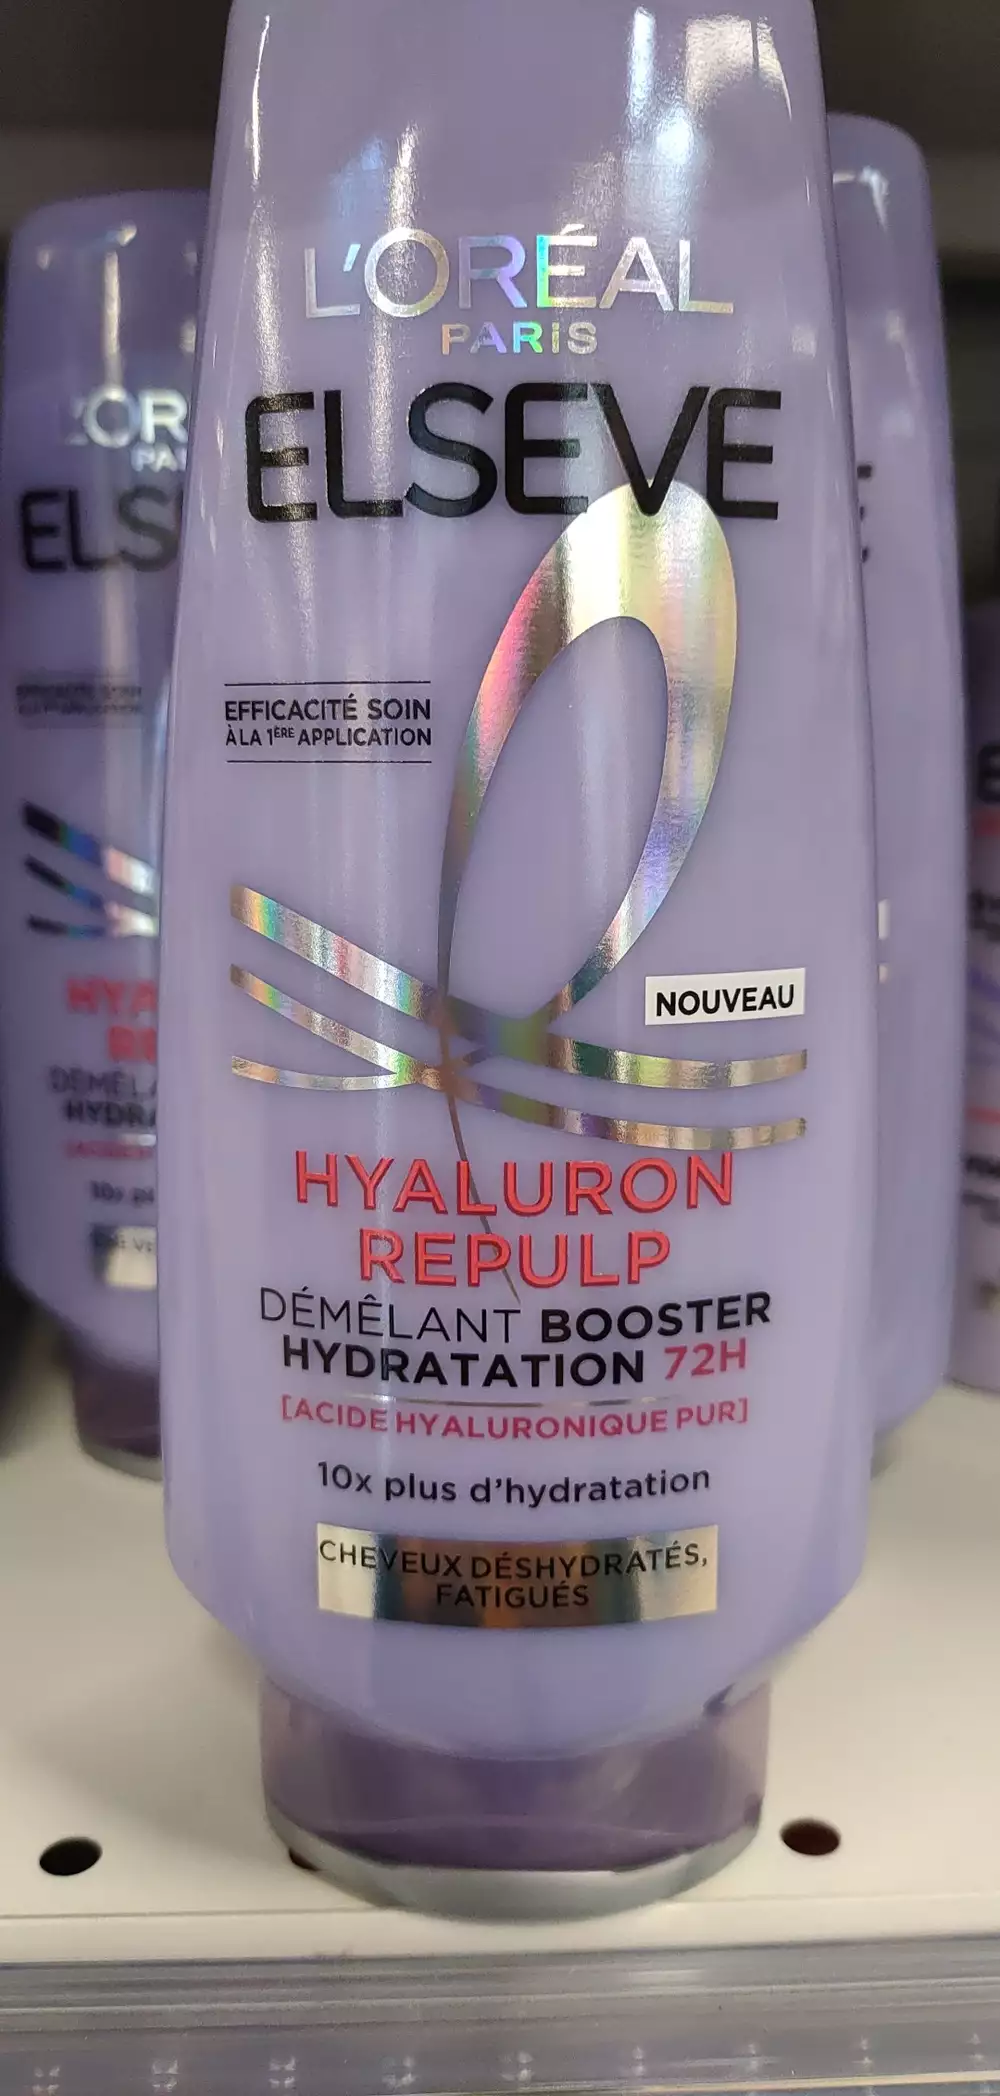 L'ORÉAL
PARiS
ELSEVE
EFFICACITÉ SOIN
À LA 1ÈRE APPLICATION
NOUVEAU
HYALURON
REPULP
DÉMÊLANT BOOSTER
HYDRATATION 72H
[ACIDE HYALURONIQUE PUR]
10x plus d'hydratation
CHEVEUX DÉSHYDRATÉS,
FATIGUÉS